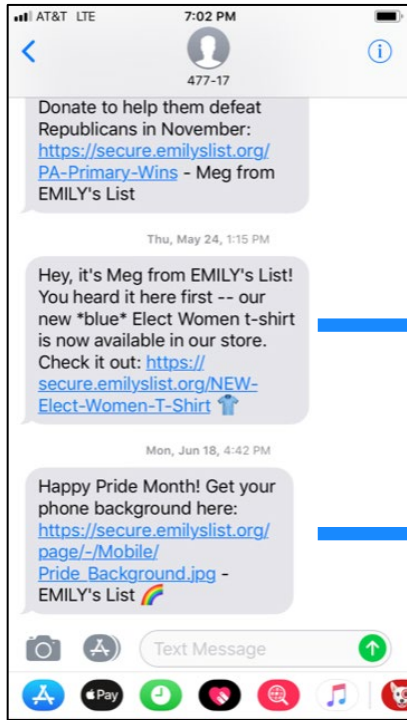 AT&T LTE 7:02 PM
477-17
Donate to help them defeat
Republicans in November:
https://secure.emilyslist.org/
PA-Primary-Wins - Meg from
EMILY's List
Thu, May 24, 1:15 PM
Hey, it's Meg from EMILY's List!
You heard it here first -- our
new *blue* Elect Women t-shirt
is now available in our store.
Check it out: https://
secure.emilyslist.org/NEW-
Elect-Women-T-Shirt 👕
Mon, Jun 18, 4:42 PM
Happy Pride Month! Get your
phone background here:
https://secure.emilyslist.org/
page/-/Mobile/
Pride_Background.jpg -
EMILY's List 🌈
Text Message
Pay